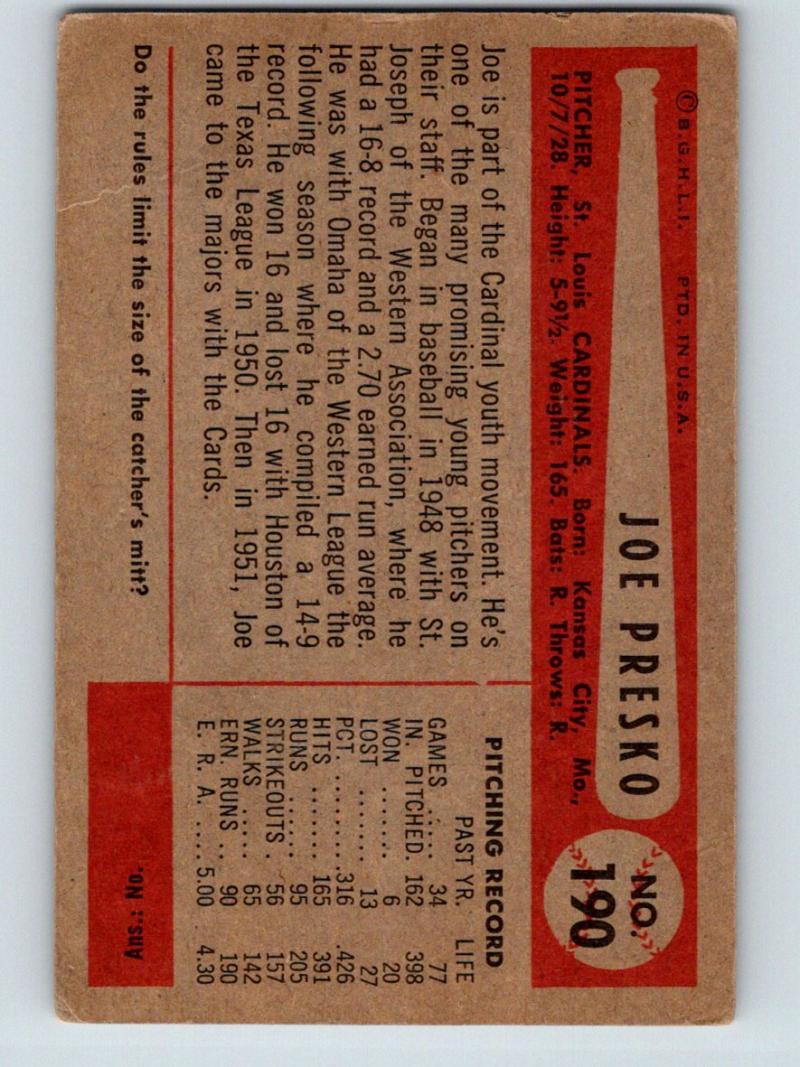 © B.G.H.L.I. PTD. IN U.S.A.
JOE PRESKO
NO.
190
PITCHER, St. Louis CARDINALS. Born: Kansas City, Mo.,
10/7/28. Height: 5-9½. Weight: 165. Bats: R. Throws: R.
Joe is part of the Cardinal youth movement. He's
one of the many promising young pitchers on
their staff. Began in baseball in 1948 with St.
Joseph of the Western Association, where he
had a 16-8 record and a 2.70 earned run average.
He was with Omaha of the Western League the
following season where he compiled a 14-9
record. He won 16 and lost 16 with Houston of
the Texas League in 1950. Then in 1951, Joe
came to the majors with the Cards.
PITCHING RECORD
PAST YR. LIFE
GAMES ..... 34 77
IN. PITCHED. 162 398
WON ....... 6 20
LOST ....... 13 27
PCT. ........ .316 .426
HITS ....... 165 391
RUNS ...... 95 205
STRIKEOUTS . 56 157
WALKS ..... 65 142
ERN. RUNS .. 90 190
E. R. A. .... 5.00 4.30
Do the rules limit the size of the catcher's mitt?
Ans.: No.